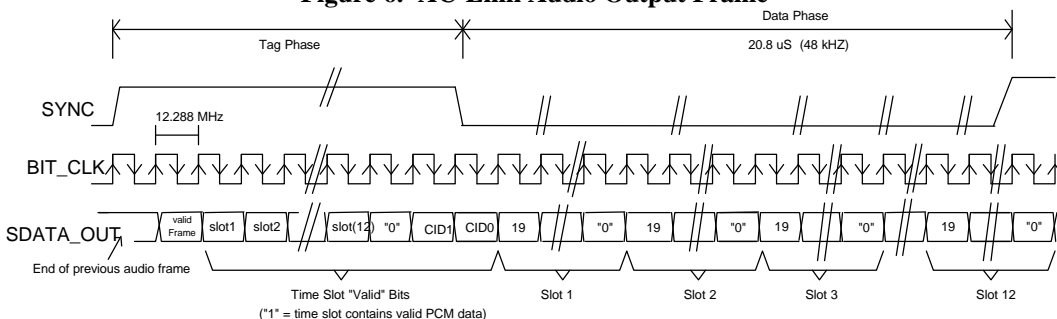 Figure 6. AC-Link Audio Output Frame
Data Phase
Tag Phase
20.8 uS (48 kHZ)
SYNC
12.288 MHz
BIT_CLK
SDATA_OUT
valid
Frame
slot1
slot2
slot(12)
"0"
CID1
CID0
19
"0"
19
"0"
19
"0"
19
"0"
End of previous audio frame
Time Slot "Valid" Bits
("1" = time slot contains valid PCM data)
Slot 1
Slot 2
Slot 3
Slot 12